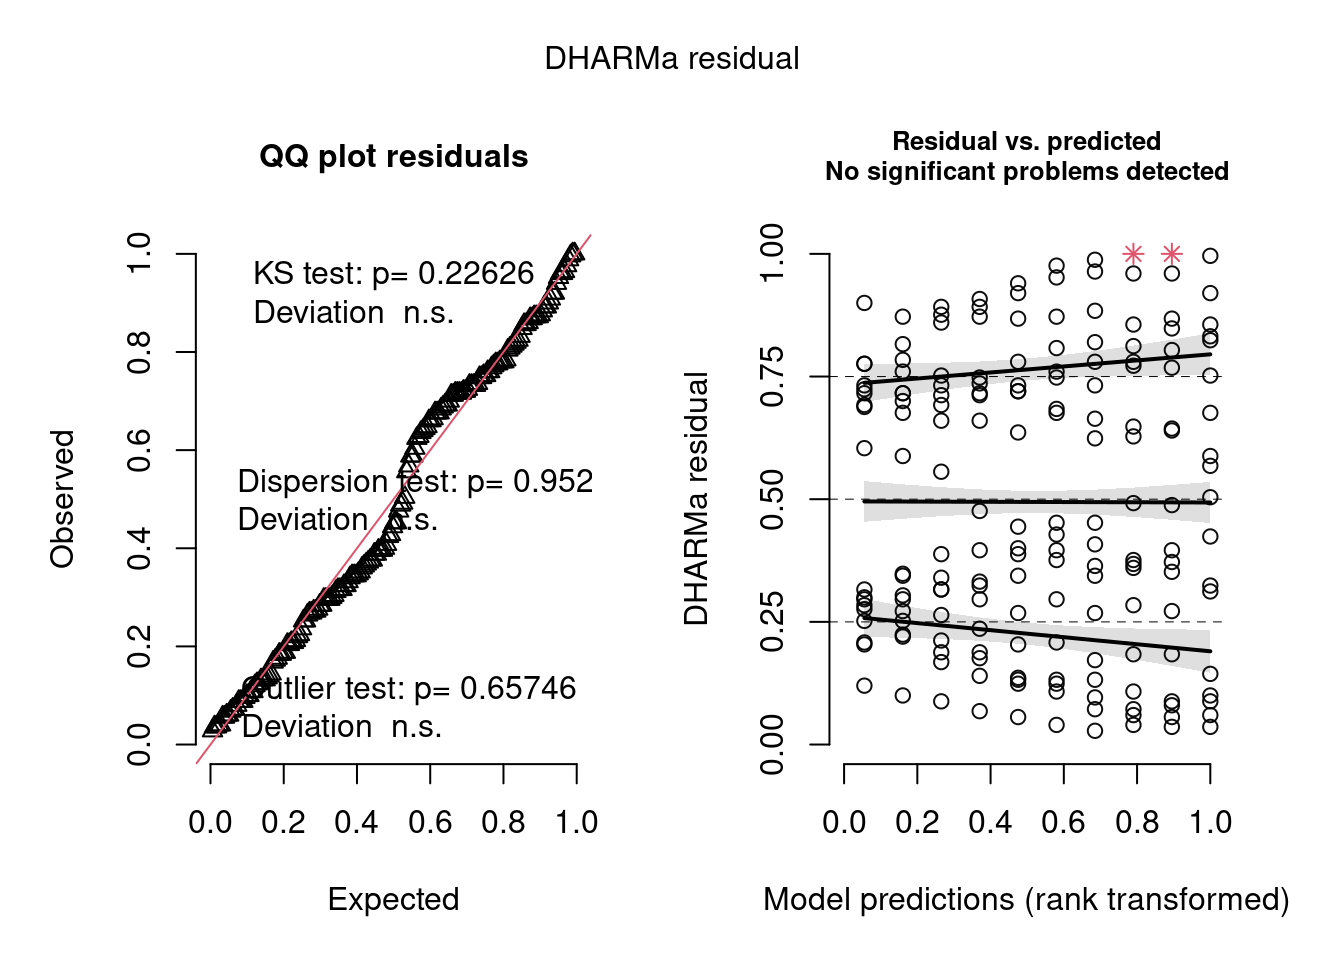 DHARMa residual
QQ plot residuals
KS test: p= 0.22626
Deviation  n.s.
Dispersion test: p= 0.952
Deviation  n.s.
Outlier test: p= 0.65746
Deviation  n.s.
Observed
0.0 0.2 0.4 0.6 0.8 1.0
0.0 0.2 0.4 0.6 0.8 1.0
Expected
Residual vs. predicted
No significant problems detected
DHARMa residual
0.00 0.25 0.50 0.75 1.00
0.0 0.2 0.4 0.6 0.8 1.0
Model predictions (rank transformed)